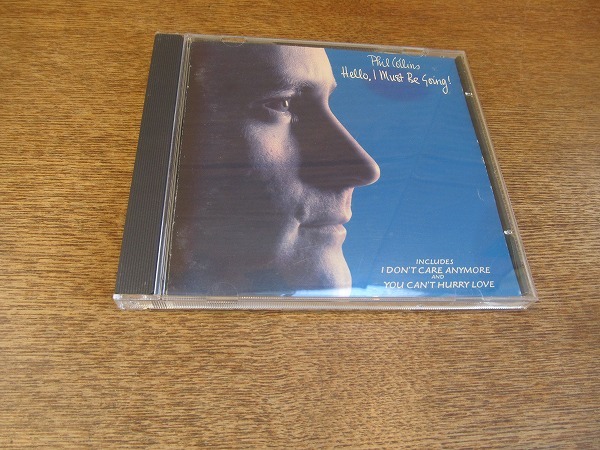 Phil Collins
Hello, I Must Be Going!
INCLUDES
I DON'T CARE ANYMORE
AND
YOU CAN'T HURRY LOVE